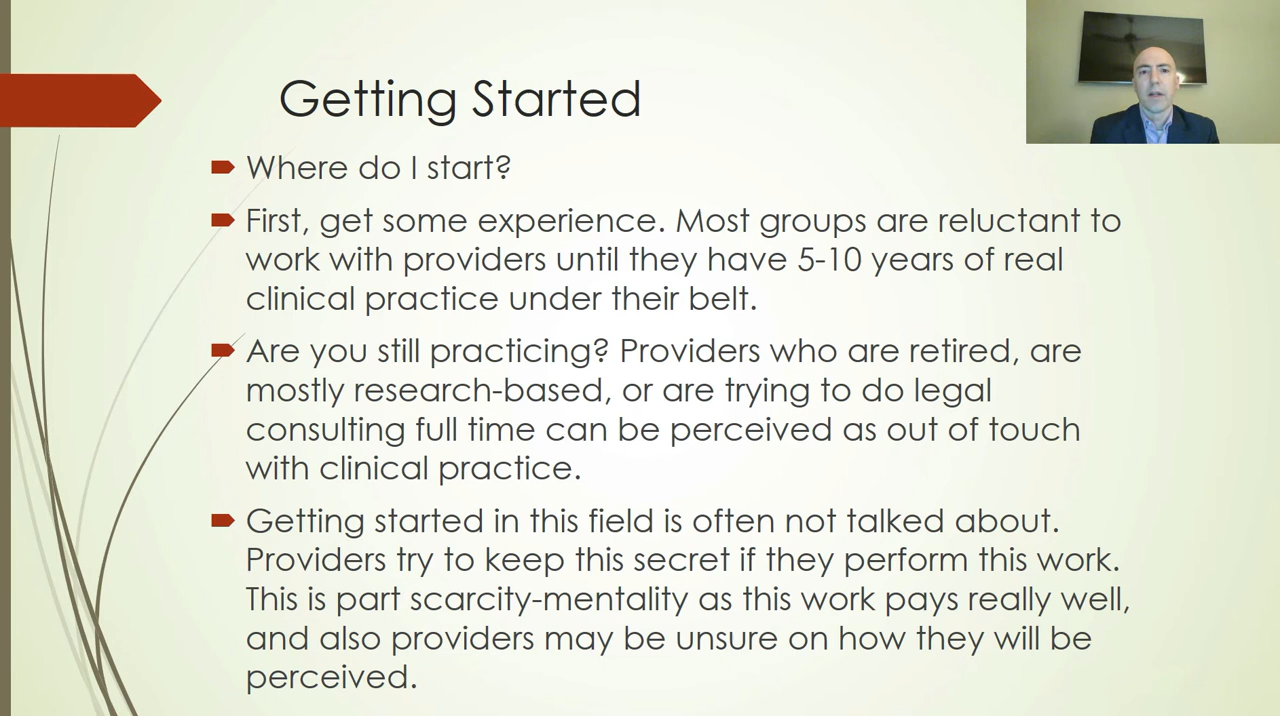 Getting Started
Where do I start?
First, get some experience. Most groups are reluctant to
work with providers until they have 5-10 years of real
clinical practice under their belt.
Are you still practicing? Providers who are retired, are
mostly research-based, or are trying to do legal
consulting full time can be perceived as out of touch
with clinical practice.
Getting started in this field is often not talked about.
Providers try to keep this secret if they perform this work.
This is part scarcity-mentality as this work pays really well,
and also providers may be unsure on how they will be
perceived.